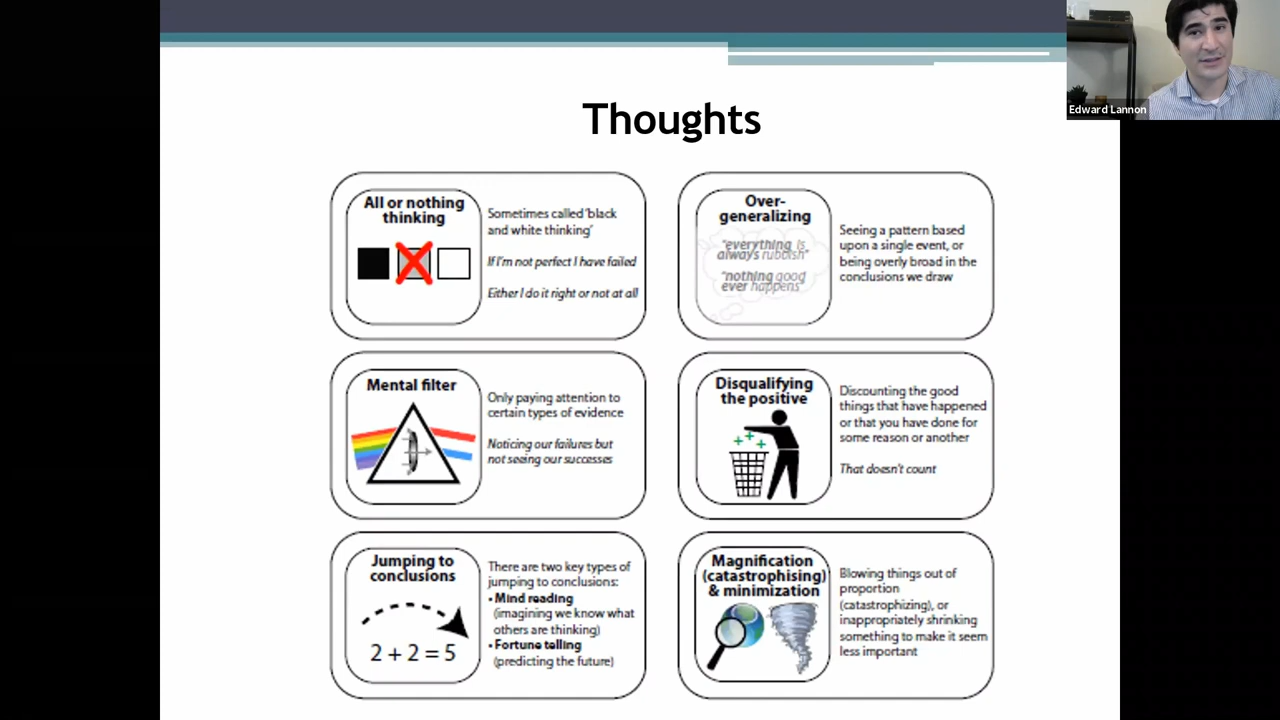 Edward Lannon
Thoughts
All or nothing
thinking
Sometimes called 'black
and white thinking'
If I'm not perfect I have failed
Either I do it right or not at all
Over-
generalizing
"everything is
always rubbish"
"nothing good
ever happens"
Seeing a pattern based
upon a single event, or
being overly broad in the
conclusions we draw
Mental filter
Only paying attention to
certain types of evidence
Noticing our failures but
not seeing our successes
Disqualifying
the positive
Discounting the good
things that have happened
or that you have done for
some reason or another
That doesn't count
Jumping to
conclusions
2 + 2 = 5
There are two key types of
jumping to conclusions:
• Mind reading
(imagining we know what
others are thinking)
• Fortune telling
(predicting the future)
Magnification
(catastrophising)
& minimization
Blowing things out of
proportion
(catastrophizing), or
inappropriately shrinking
something to make it seem
less important